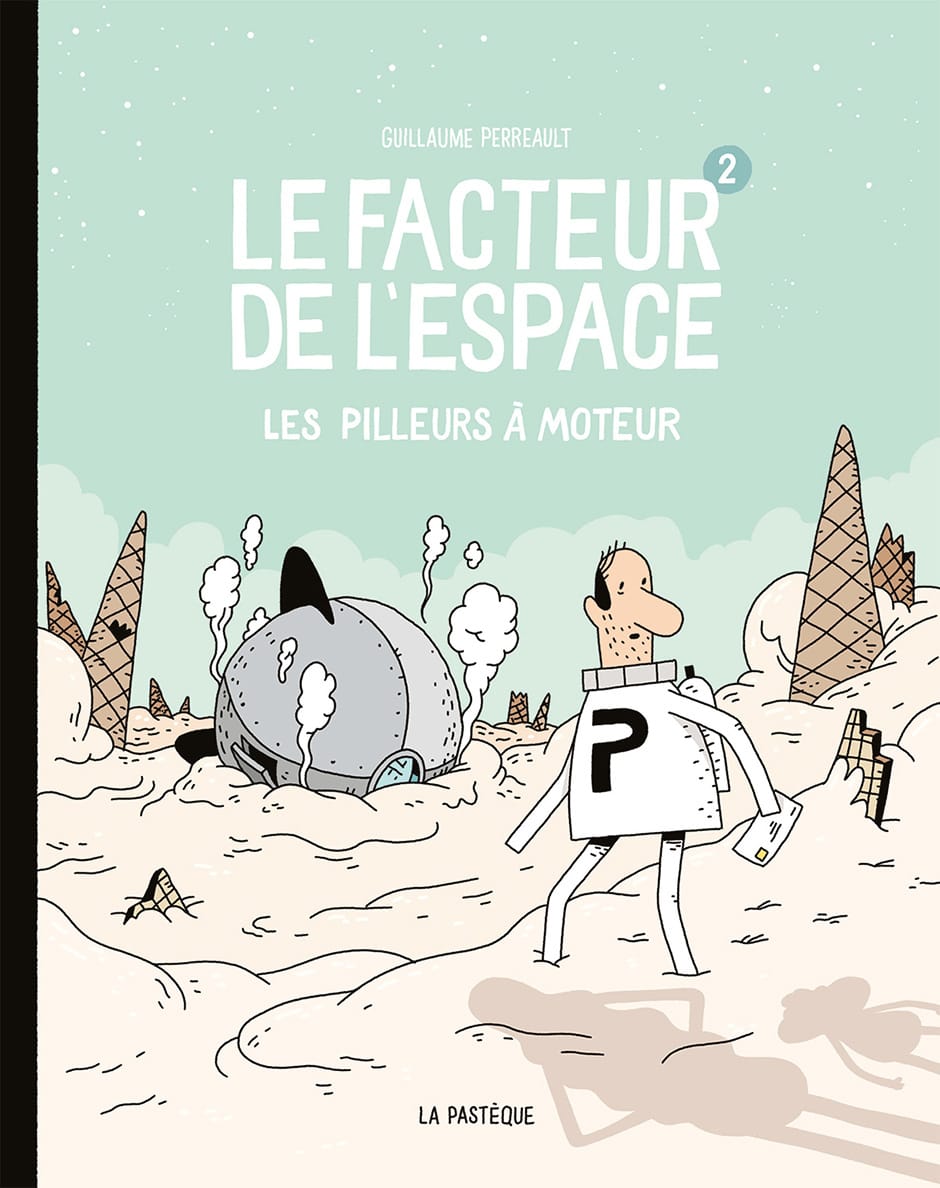 GUILLAUME PERREAULT
2
LE FACTEUR
DE L'ESPACE
LES PILLEURS À MOTEUR
P
LA PASTÈQUE